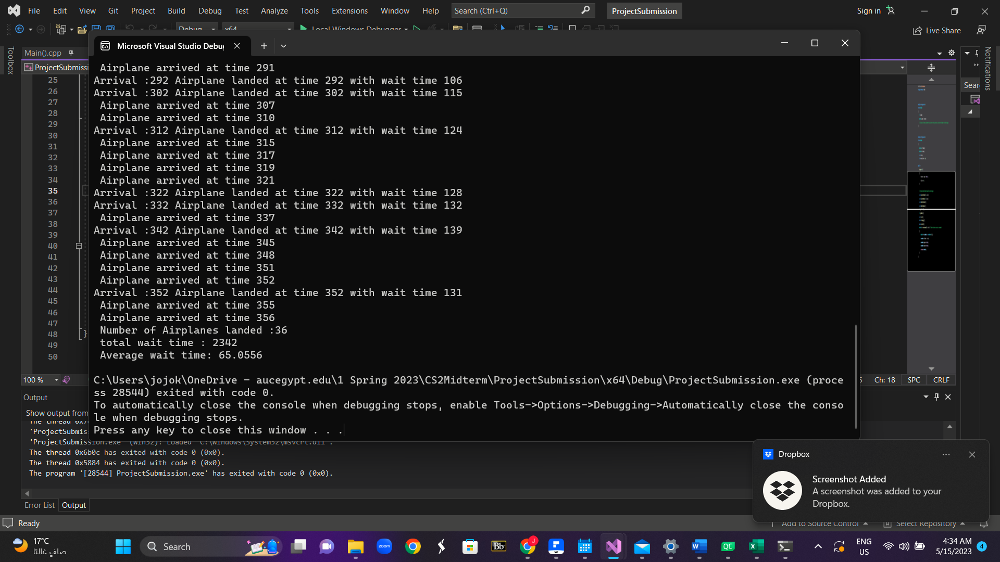 File Edit View Git Project Build Debug Test Analyze Tools Extensions Window Help Search (Ctrl+Q) ProjectSubmission Sign in
Debug x64 Local Windows Debugger Live Share
Toolbox
Main().cpp
ProjectSubmissi
Microsoft Visual Studio Debug
Notifications
Sear
25
26
27
28
29
30
31
32
33
34
35
36
37
38
39
40
41
42
43
44
45
46
47
48 }
49
50
Airplane arrived at time 291
Arrival :292 Airplane landed at time 292 with wait time 106
Arrival :302 Airplane landed at time 302 with wait time 115
Airplane arrived at time 307
Airplane arrived at time 310
Arrival :312 Airplane landed at time 312 with wait time 124
Airplane arrived at time 315
Airplane arrived at time 317
Airplane arrived at time 319
Airplane arrived at time 321
Arrival :322 Airplane landed at time 322 with wait time 128
Arrival :332 Airplane landed at time 332 with wait time 132
Airplane arrived at time 337
Arrival :342 Airplane landed at time 342 with wait time 139
Airplane arrived at time 345
Airplane arrived at time 348
Airplane arrived at time 351
Airplane arrived at time 352
Arrival :352 Airplane landed at time 352 with wait time 131
Airplane arrived at time 355
Airplane arrived at time 356
Number of Airplanes landed :36
total wait time : 2342
Average wait time: 65.0556
C:\Users\jojok\OneDrive - aucegypt.edu\1 Spring 2023\CS2Midterm\ProjectSubmission\x64\Debug\ProjectSubmission.exe (proce
ss 28544) exited with code 0.
To automatically close the console when debugging stops, enable Tools->Options->Debugging->Automatically close the conso
le when debugging stops.
Press any key to close this window . . .
100 %
Ch: 18 SPC CRLF
Output
Show output from
The thread
'ProjectSubmiss
'ProjectSubmission.exe' (Win32): Loaded 'C:\Windows\System32\msvcrt.dll'.
The thread 0x6b0c has exited with code 0 (0x0).
The thread 0x5884 has exited with code 0 (0x0).
The program '[28544] ProjectSubmission.exe' has exited with code 0 (0x0).
Error List Output
Dropbox
Screenshot Added
A screenshot was added to your
Dropbox.
Ready
Add to Source Control Select Repository
17°C
صافٍ غالبًا
Search
zoom
Bb
J
QC
ENG
US
4:34 AM
5/15/2023
4